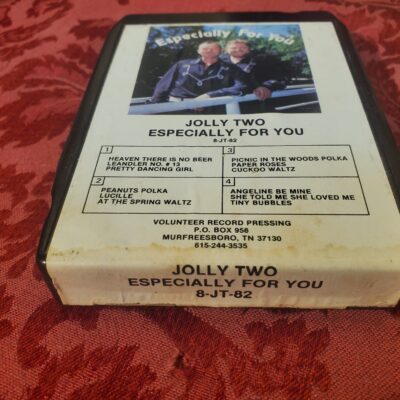 Especially For You
JOLLY TWO
ESPECIALLY FOR YOU
8-JT-82
1
HEAVEN THERE IS NO BEER
LEANDLER NO. # 13
PRETTY DANCING GIRL
3
PICNIC IN THE WOODS POLKA
PAPER ROSES
CUCKOO WALTZ
2
PEANUTS POLKA
LUCILLE
AT THE SPRING WALTZ
4
ANGELINE BE MINE
SHE TOLD ME SHE LOVED ME
TINY BUBBLES
VOLUNTEER RECORD PRESSING
P.O. BOX 956
MURFREESBORO, TN 37130
615-244-3535
JOLLY TWO
ESPECIALLY FOR YOU
8-JT-82